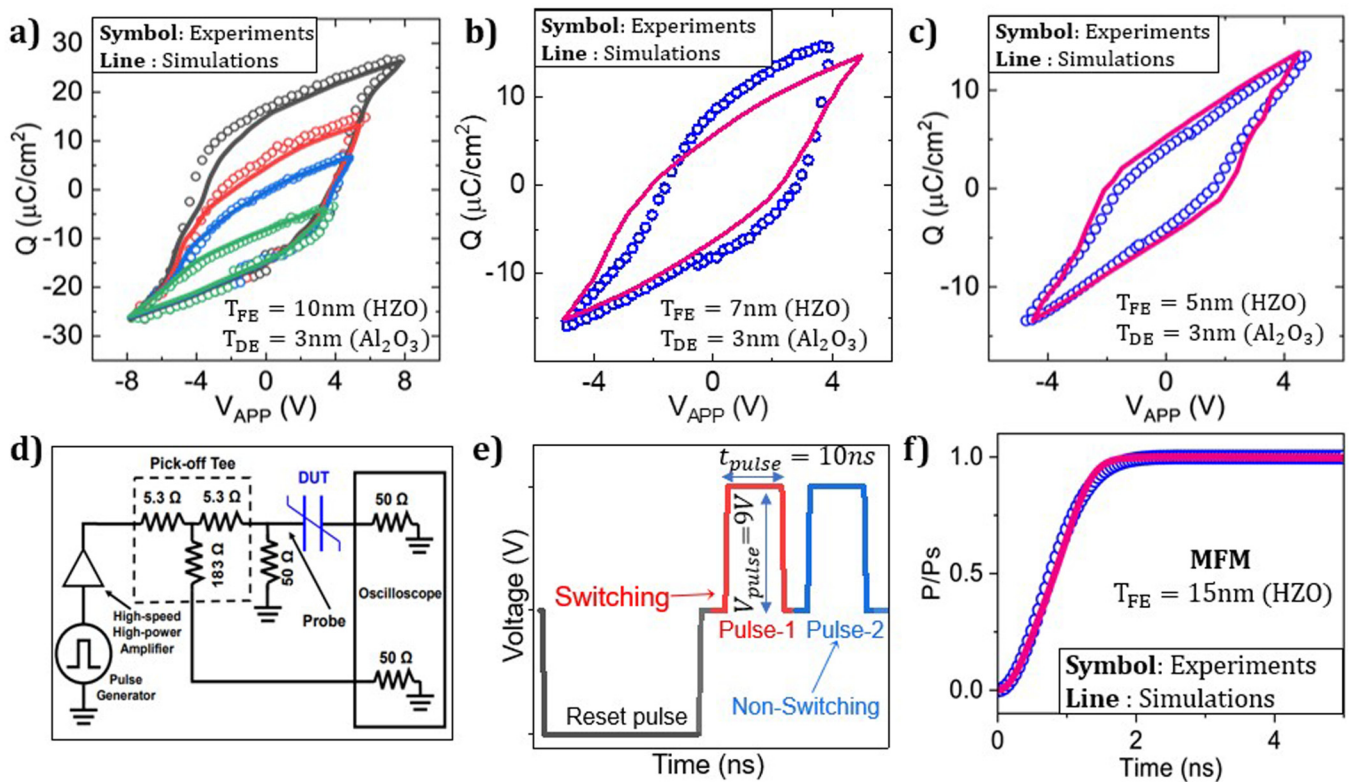 a)
Symbol: Experiments
Line : Simulations
30
20
10
0
-10
-20
-30
Q (μC/cm²)
T_FE = 10nm (HZO)
T_DE = 3nm (Al₂O₃)
-8 -4 0 4 8
V_APP (V)
b)
Symbol: Experiments
Line : Simulations
10
0
-10
Q (μC/cm²)
T_FE = 7nm (HZO)
T_DE = 3nm (Al₂O₃)
-4 0 4
V_APP (V)
c)
Symbol: Experiments
Line : Simulations
10
0
-10
Q (μC/cm²)
T_FE = 5nm (HZO)
T_DE = 3nm (Al₂O₃)
-4 0 4
V_APP (V)
d)
Pick-off Tee
5.3 Ω 5.3 Ω
DUT
50 Ω
183 Ω
50 Ω
Oscilloscope
Probe
High-speed
High-power
Amplifier
50 Ω
Pulse
Generator
e)
t_pulse = 10ns
V_pulse=6V
Voltage (V)
Switching
Pulse-1
Pulse-2
Non-Switching
Reset pulse
Time (ns)
f)
1.0
0.5
0.0
P/Ps
MFM
T_FE = 15nm (HZO)
Symbol: Experiments
Line : Simulations
0 2 4
Time (ns)